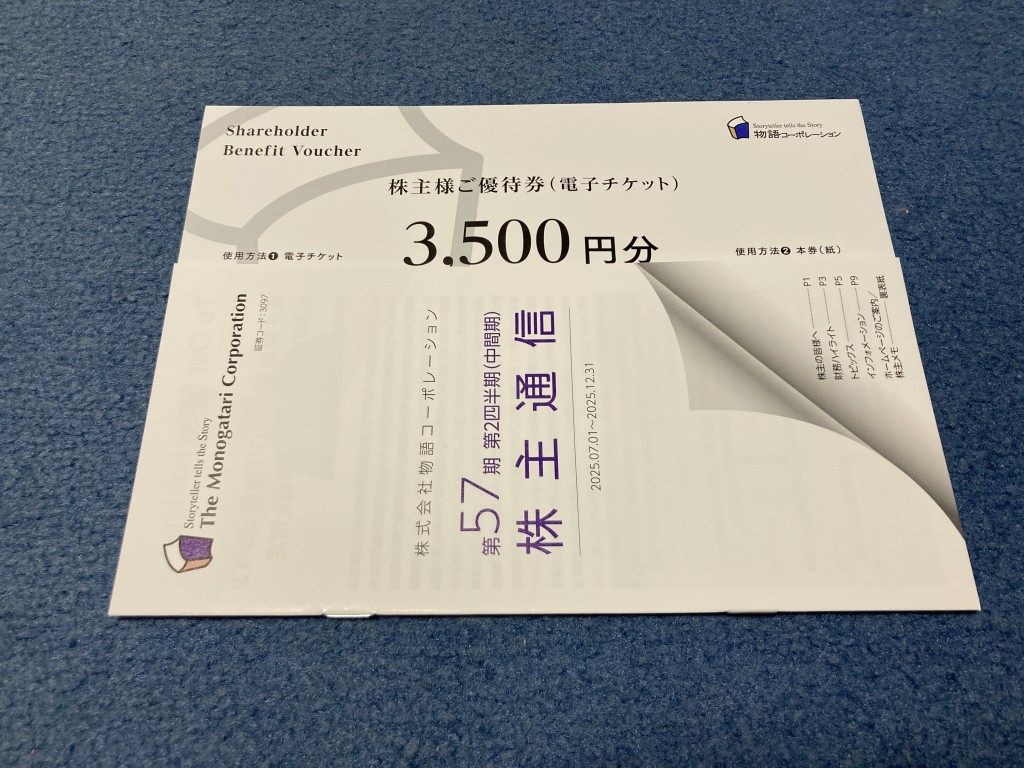 Shareholder
Benefit Voucher
Storyteller tells the Story
物語コーポレーション
株主様ご優待券(電子チケット)
3,500円分
使用方法❶ 電子チケット
使用方法❷ 本券(紙)
Storyteller tells the Story
The Monogatari Corporation
証券コード:3097
株式会社物語コーポレーション
第57期 第2四半期(中間期)
株主通信
2025.07.01~2025.12.31
株主の皆様へ P1
財務ハイライト P3
トピックス P5
インフォメーション P9
ホームページのご案内/
株主メモ 裏表紙